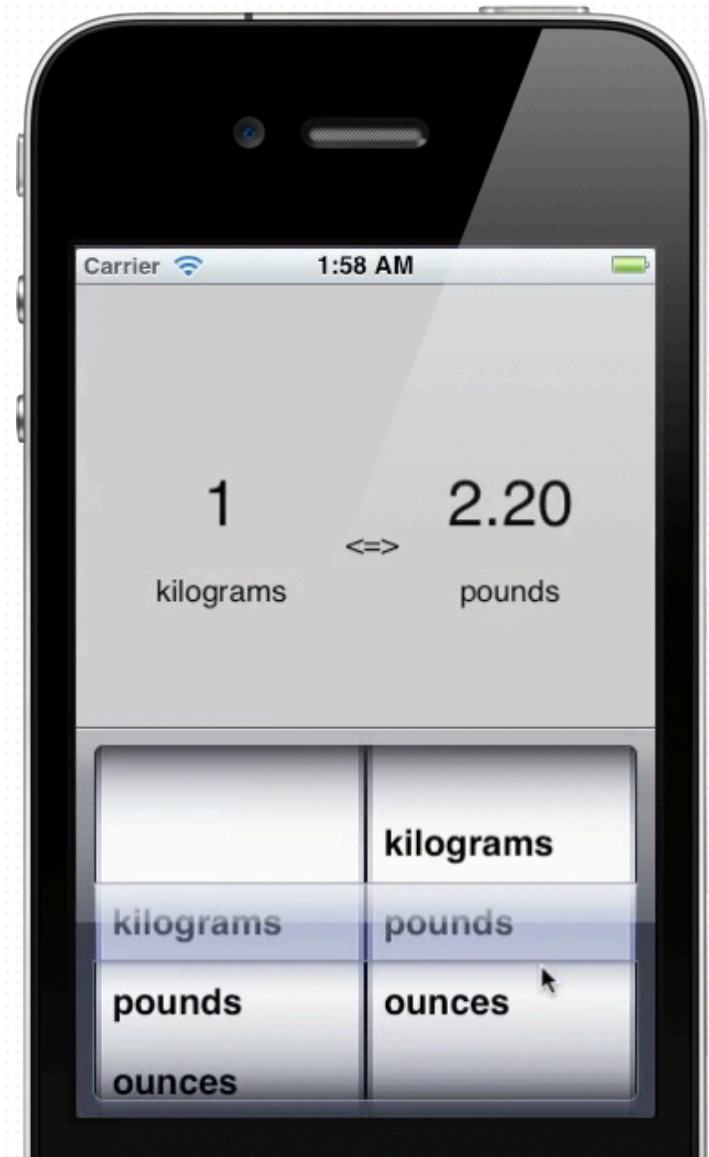 Carrier 1:58 AM
1 2.20
<=>
kilograms pounds
kilograms
kilograms pounds
pounds ounces
ounces